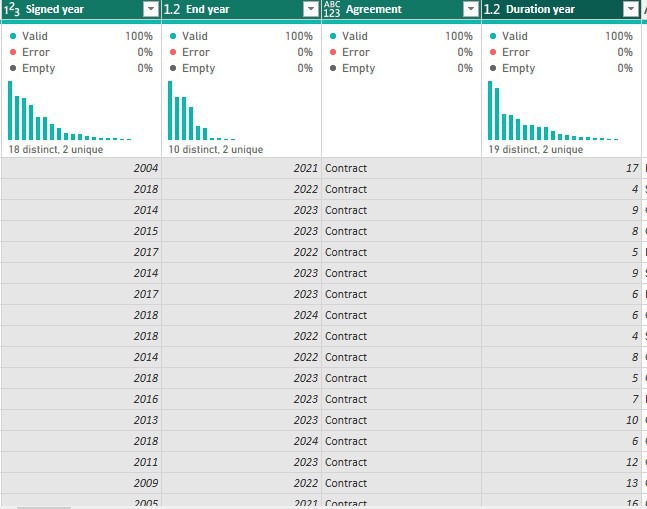 1²3 Signed year 1.2 End year ABC 123 Agreement 1.2 Duration year
Valid 100% Valid 100% Valid 100% Valid 100%
Error 0% Error 0% Error 0% Error 0%
Empty 0% Empty 0% Empty 0% Empty 0%
18 distinct, 2 unique 10 distinct, 2 unique 19 distinct, 2 unique
2004 2021 Contract 17
2018 2022 Contract 4
2014 2023 Contract 9
2015 2023 Contract 8
2017 2022 Contract 5
2014 2023 Contract 9
2017 2023 Contract 6
2018 2024 Contract 6
2018 2022 Contract 4
2014 2022 Contract 8
2018 2023 Contract 5
2016 2023 Contract 7
2013 2023 Contract 10
2018 2024 Contract 6
2011 2023 Contract 12
2009 2022 Contract 13
2005 2021 Contract 16